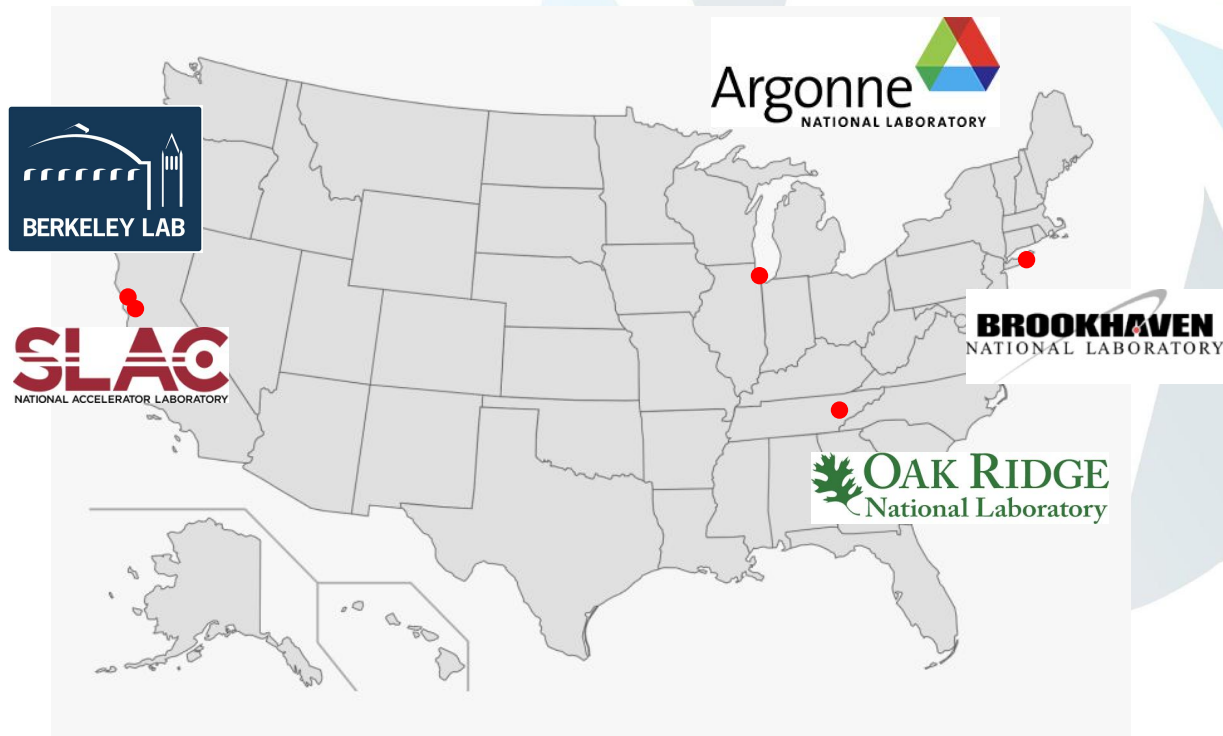 Argonne
NATIONAL LABORATORY
BERKELEY LAB
SLAC
NATIONAL ACCELERATOR LABORATORY
BROOKHAVEN
NATIONAL LABORATORY
OAK RIDGE
National Laboratory